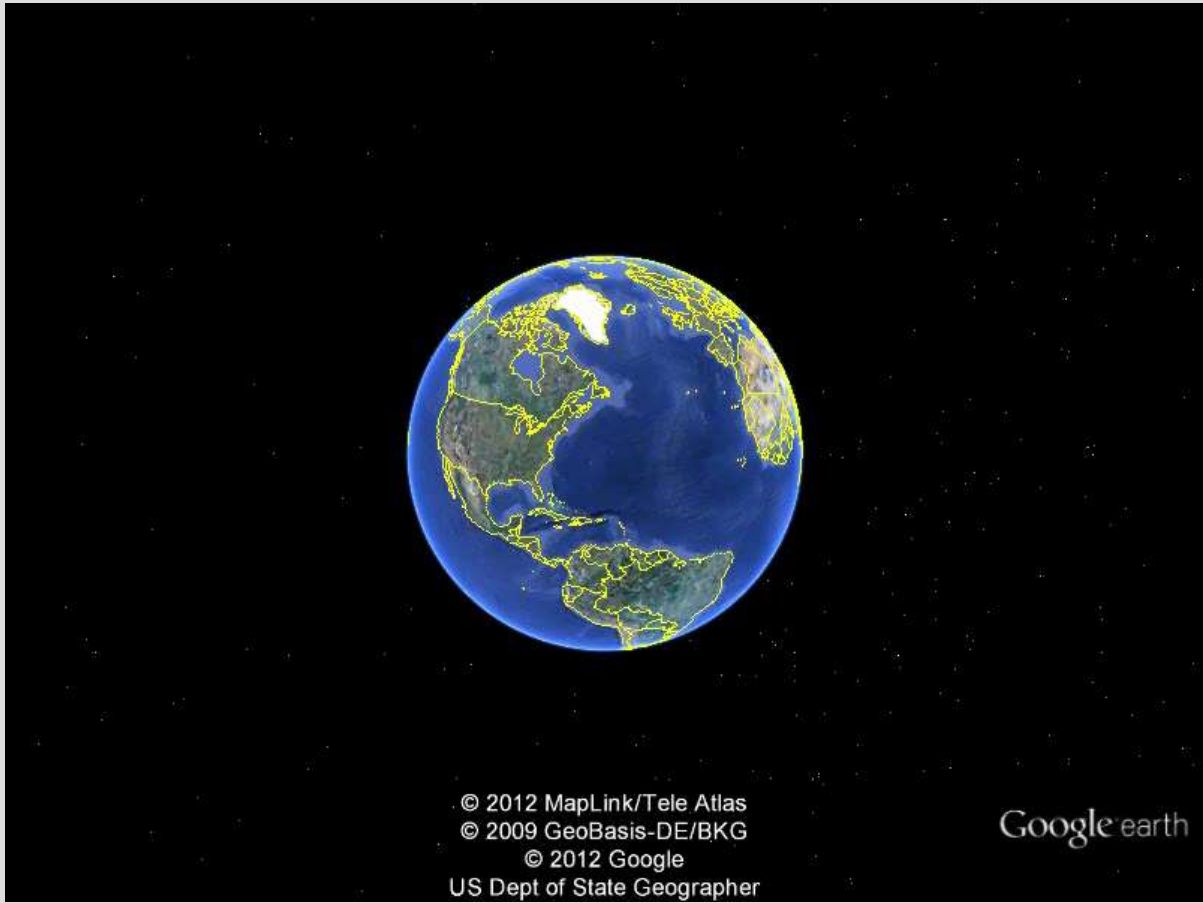 © 2012 MapLink/Tele Atlas
© 2009 GeoBasis-DE/BKG
© 2012 Google
US Dept of State Geographer
Google earth